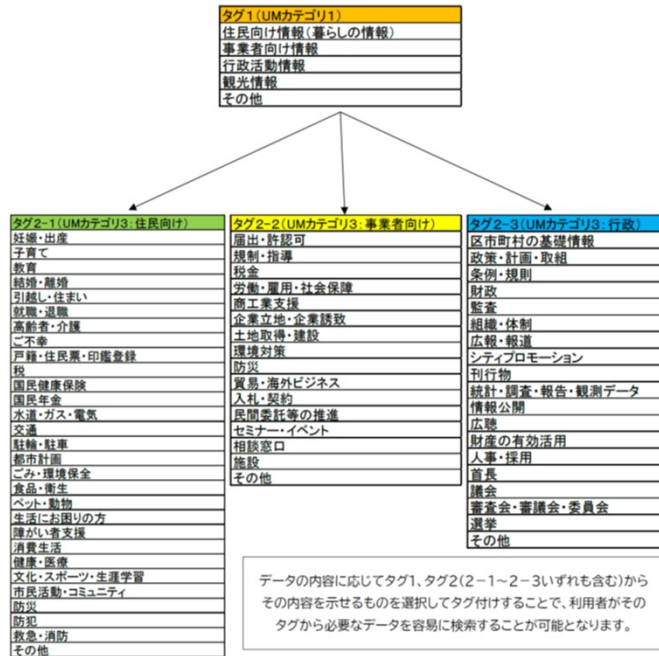 タグ1(UMカテゴリ1)
住民向け情報(暮らしの情報)
事業者向け情報
行政活動情報
観光情報
その他
タグ2-1(UMカテゴリ3:住民向け)
妊娠・出産
子育て
教育
結婚・離婚
引越し・住まい
就職・退職
高齢者・介護
ご不幸
戸籍・住民票・印鑑登録
税
国民健康保険
国民年金
水道・ガス・電気
交通
駐輪・駐車
都市計画
ごみ・環境保全
食品・衛生
ペット・動物
生活にお困りの方
障がい者支援
消費生活
健康・医療
文化・スポーツ・生涯学習
市民活動・コミュニティ
防災
防犯
救急・消防
その他
タグ2-2(UMカテゴリ3:事業者向け)
届出・許認可
規制・指導
税金
労働・雇用・社会保障
商工業支援
企業立地・企業誘致
土地取得・建設
環境対策
防災
貿易・海外ビジネス
入札・契約
民間委託等の推進
セミナー・イベント
相談窓口
施設
その他
タグ2-3(UMカテゴリ3:行政)
区市町村の基礎情報
政策・計画・取組
条例・規則
財政
監査
組織・体制
広報・報道
シティプロモーション
刊行物
統計・調査・報告・観測データ
情報公開
広聴
財産の有効活用
人事・採用
首長
議会
審査会・審議会・委員会
選挙
その他
データの内容に応じてタグ1、タグ2(2-1~2-3いずれも含む)から
その内容を示せるものを選択してタグ付けすることで、利用者がその
タグから必要なデータを容易に検索することが可能となります。